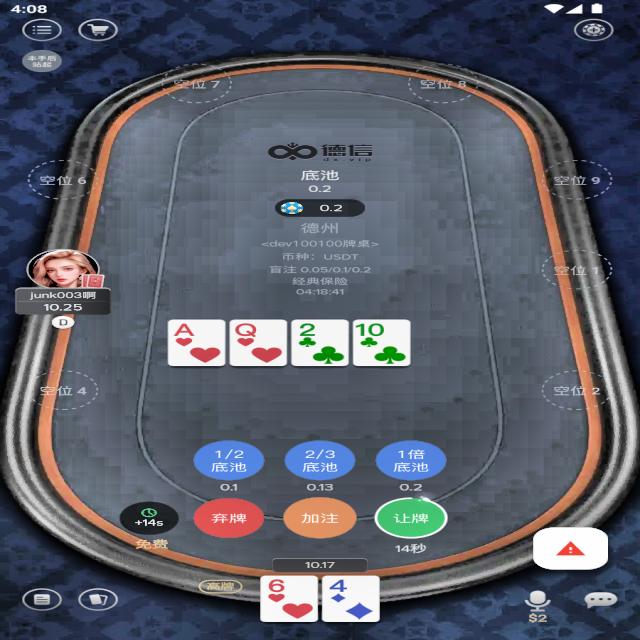 4:08
本手后
站起
空位 7
空位 8
德信
dx.vip
底池
0.2
空位 6
空位 9
0.2
德州
<dev100100牌桌>
币种：USDT
盲注 0.05/0.1/0.2
经典保险
04:18:41
空位 1
junk003啊
10.25
D
A
Q
2
10
空位 4
空位 2
1/2
底池
2/3
底池
1倍
底池
0.1
0.13
0.2
+14s
弃牌
加注
让牌
免费
14秒
10.17
高牌
6
4
$2